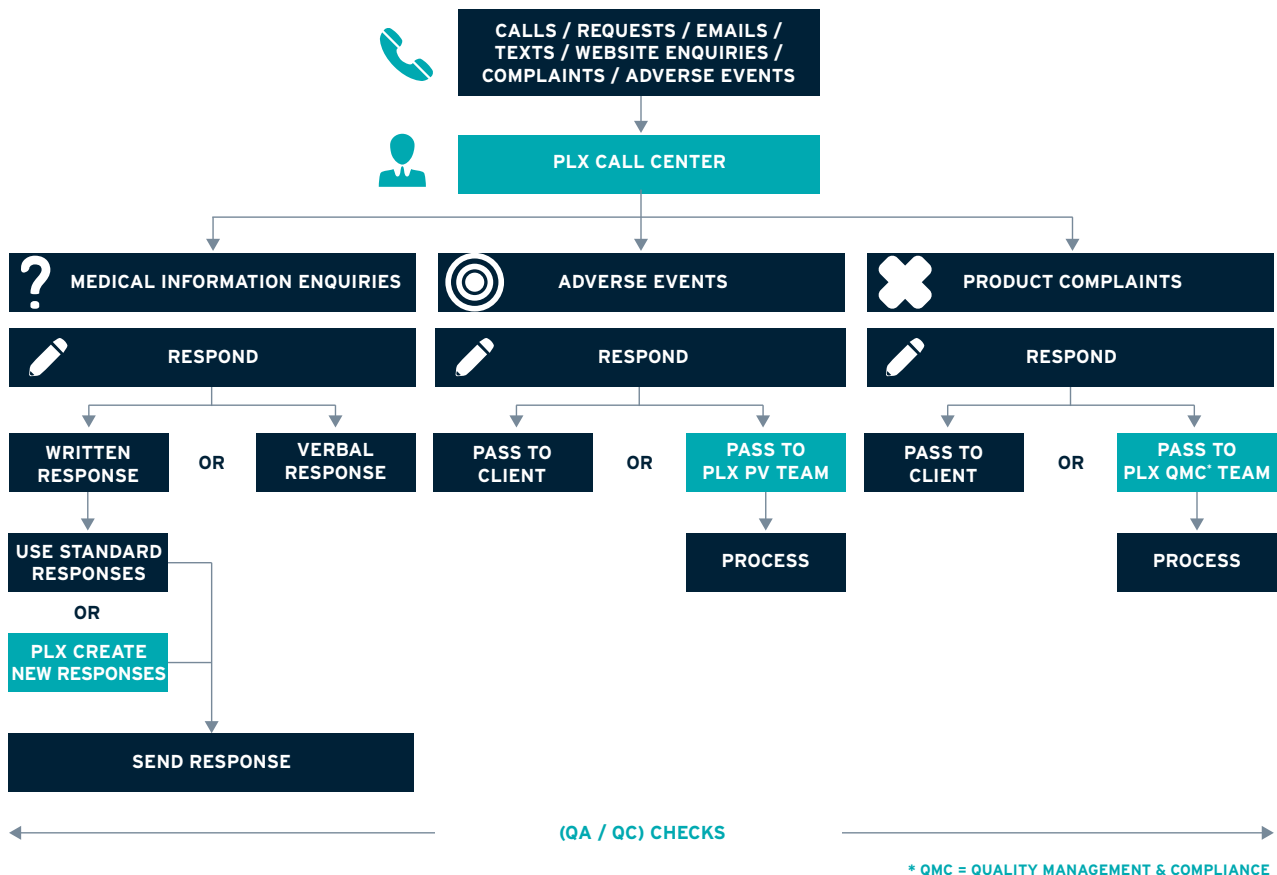 CALLS / REQUESTS / EMAILS /
TEXTS / WEBSITE ENQUIRIES /
COMPLAINTS / ADVERSE EVENTS
PLX CALL CENTER
MEDICAL INFORMATION ENQUIRIES
ADVERSE EVENTS
PRODUCT COMPLAINTS
RESPOND
RESPOND
RESPOND
WRITTEN
RESPONSE
OR
VERBAL
RESPONSE
PASS TO
CLIENT
OR
PASS TO
PLX PV TEAM
PASS TO
CLIENT
OR
PASS TO
PLX QMC* TEAM
USE STANDARD
RESPONSES
PROCESS
PROCESS
OR
PLX CREATE
NEW RESPONSES
SEND RESPONSE
(QA / QC) CHECKS
* QMC = QUALITY MANAGEMENT & COMPLIANCE